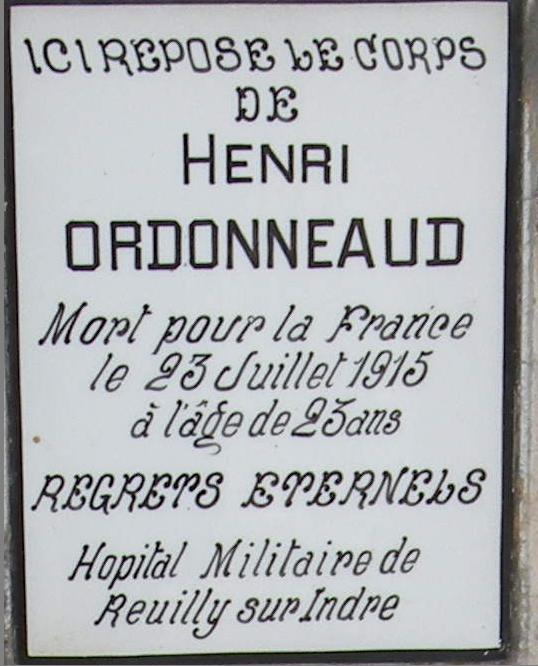 ICI REPOSE LE CORPS
DE
HENRI
ORDONNEAUD
Mort pour la France
le 23 Juillet 1915
à l'âge de 23 ans
REGRETS ETERNELS
Hopital Militaire de
Reuilly sur Indre